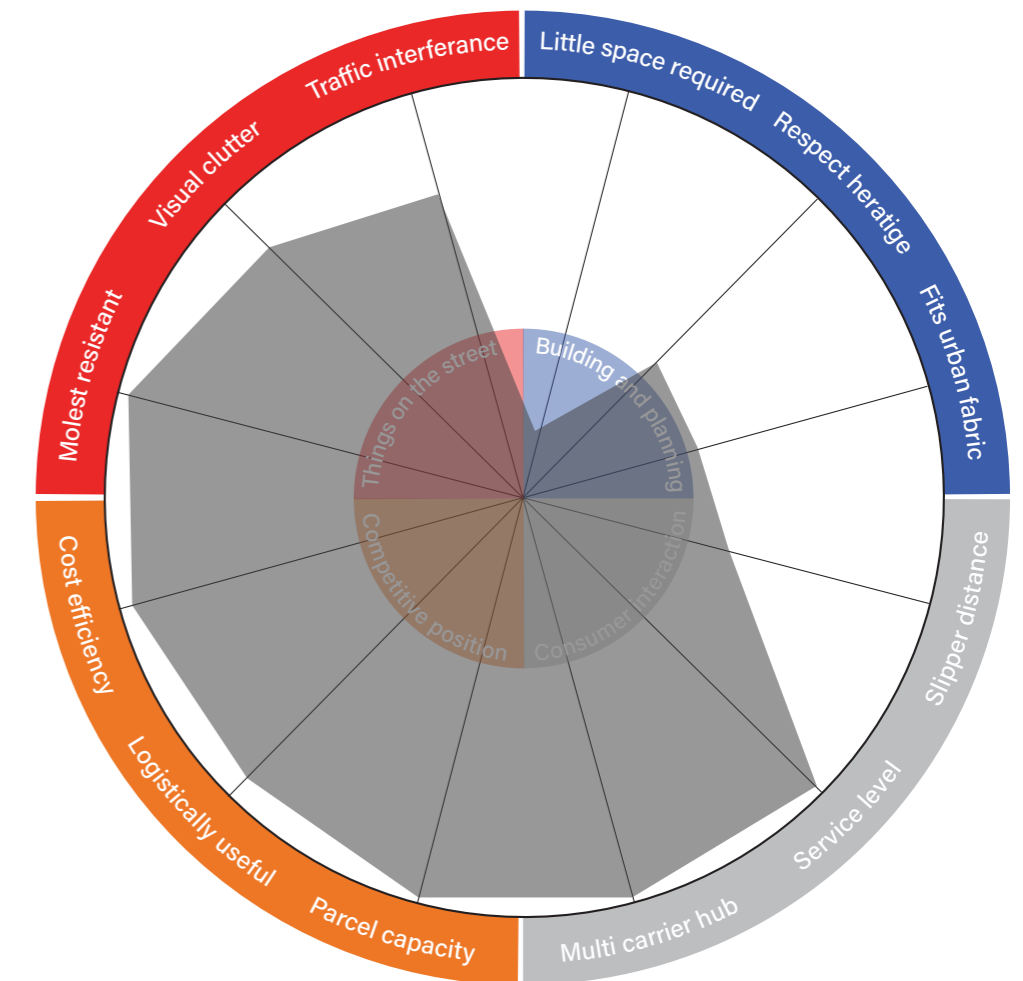 Little space required
Respect heratige
Fits urban fabric
Slipper distance
Service level
Multi carrier hub
Parcel capacity
Logistically useful
Cost efficiency
Molest resistant
Visual clutter
Traffic interferance
Building and planning
Consumer interaction
Competitive position
Things on the street